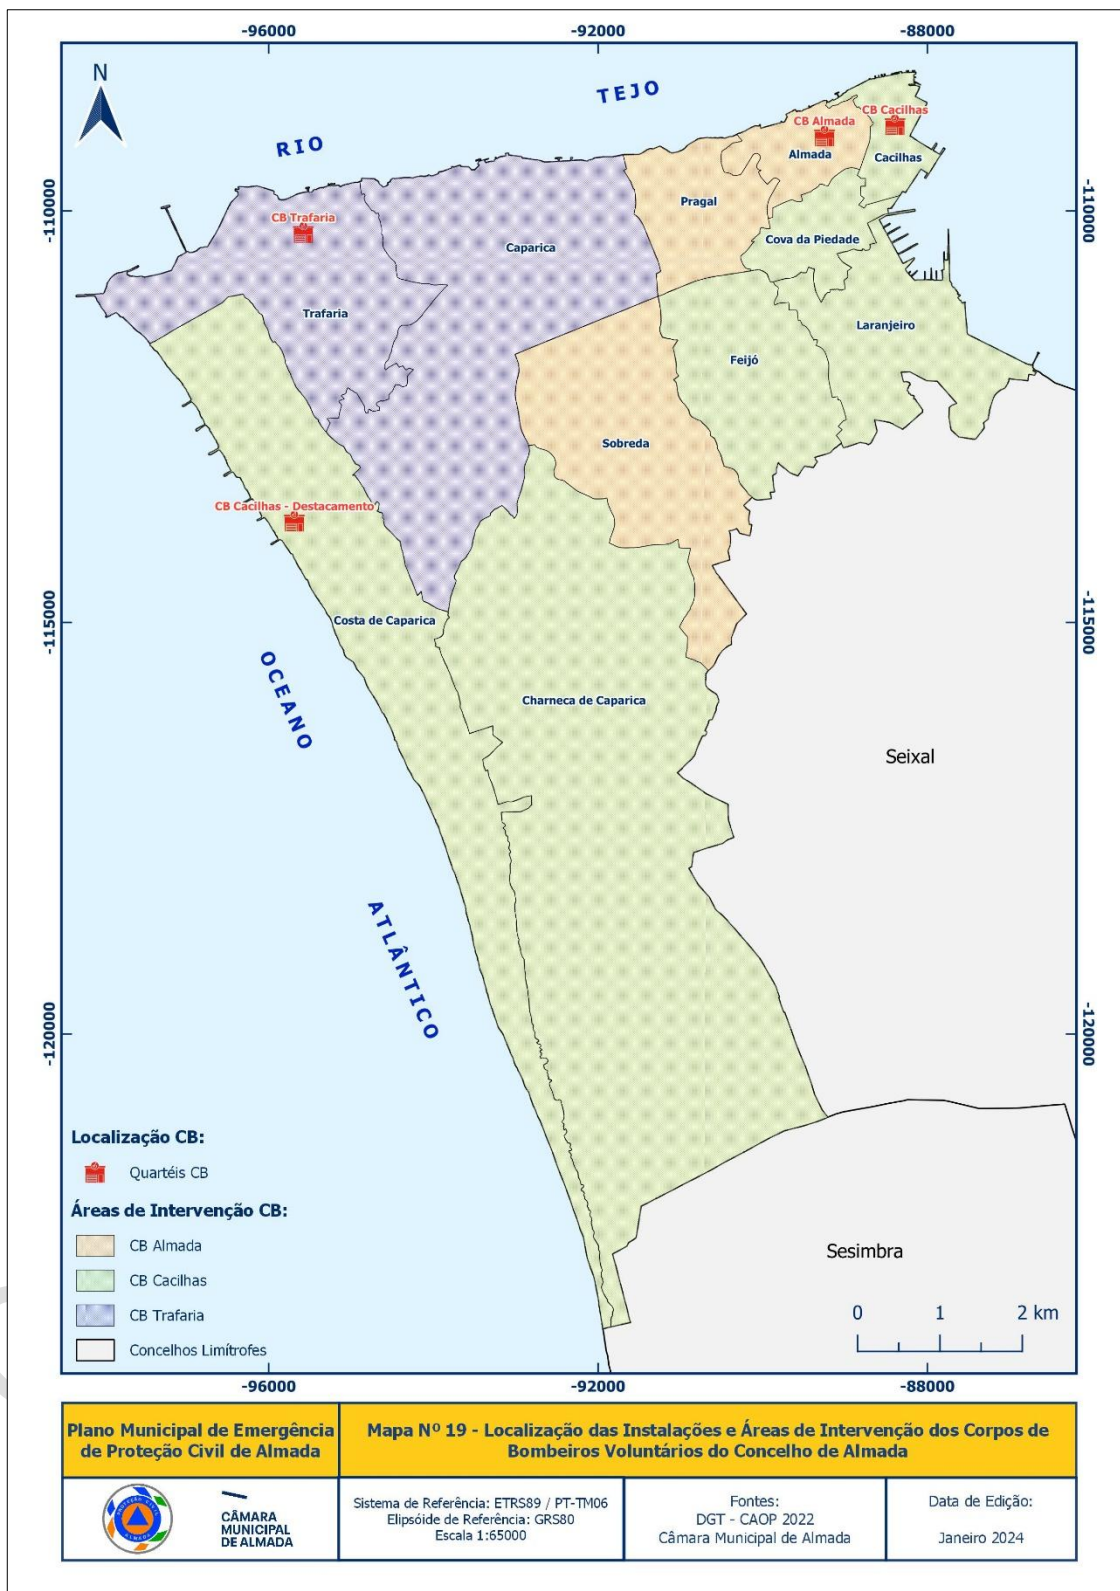 -96000
-92000
-88000
N
RIO
TEJO
CB Cacilhas
CB Almada
Almada
Cacilhas
-110000
-110000
Pragal
CB Trafaria
Cova da Piedade
Caparica
Trafaria
Laranjeiro
Feijó
Sobreda
CB Cacilhas - Destacamento
-115000
-115000
Costa de Caparica
OCEANO
Charneca de Caparica
Seixal
ATLÂNTICO
-120000
-120000
Localização CB:
Quartéis CB
Áreas de Intervenção CB:
CB Almada
CB Cacilhas
CB Trafaria
Concelhos Limítrofes
Sesimbra
0 1 2 km
-96000
-92000
-88000
Plano Municipal de Emergência
de Proteção Civil de Almada
Mapa Nº 19 - Localização das Instalações e Áreas de Intervenção dos Corpos de
Bombeiros Voluntários do Concelho de Almada
PROTEÇÃO CIVIL
ALMADA
CÂMARA
MUNICIPAL
DE ALMADA
Sistema de Referência: ETRS89 / PT-TM06
Elipsóide de Referência: GRS80
Escala 1:65000
Fontes:
DGT - CAOP 2022
Câmara Municipal de Almada
Data de Edição:
Janeiro 2024